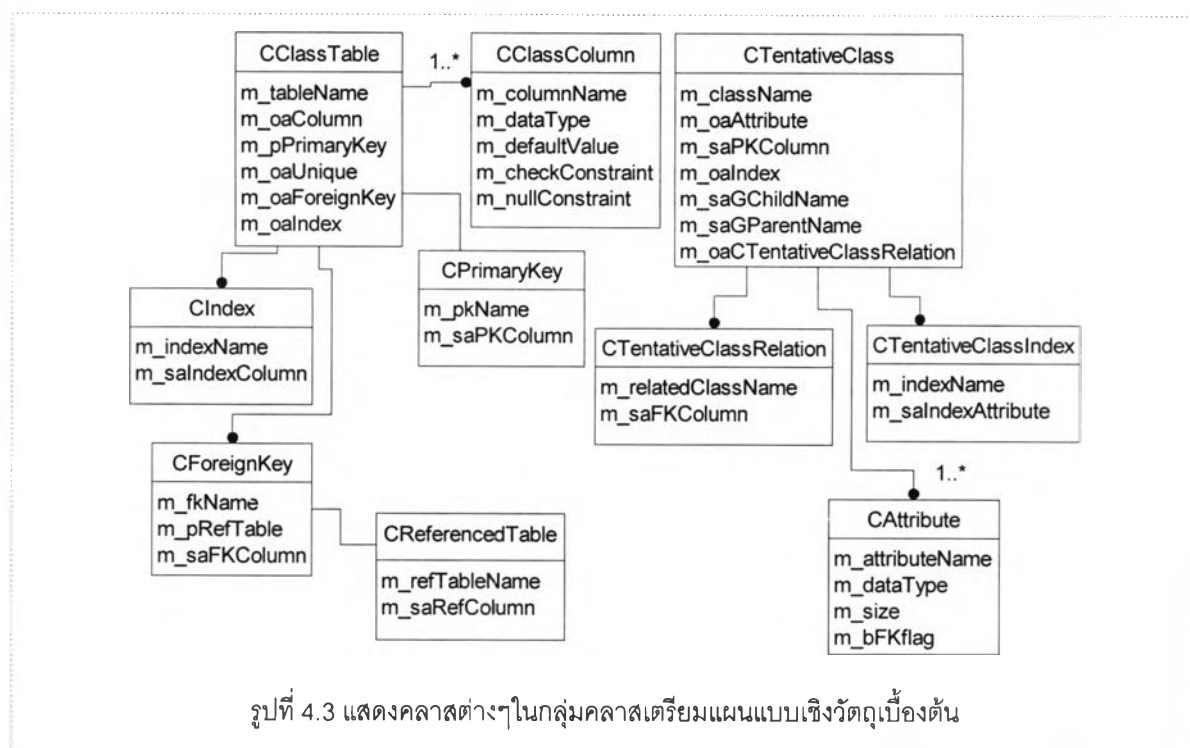 CClassTable
m_tableName
m_oaColumn
m_pPrimaryKey
m_oaUnique
m_oaForeignKey
m_oaIndex
1..*
CClassColumn
m_columnName
m_dataType
m_defaultValue
m_checkConstraint
m_nullConstraint
CTentativeClass
m_className
m_oaAttribute
m_saPKColumn
m_oaIndex
m_saGChildName
m_saGParentName
m_oaCTentativeClassRelation
CPrimaryKey
m_pkName
m_saPKColumn
CIndex
m_indexName
m_saIndexColumn
CTentativeClassRelation
m_relatedClassName
m_saFKColumn
CTentativeClassIndex
m_indexName
m_saIndexAttribute
CForeignKey
m_fkName
m_pRefTable
m_saFKColumn
CReferencedTable
m_refTableName
m_saRefColumn
1..*
CAttribute
m_attributeName
m_dataType
m_size
m_bFKflag
รูปที่ 4.3 แสดงคลาสต่างๆในกลุ่มคลาสเตรียมแผนแบบเชิงวัตถุเบื้องต้น